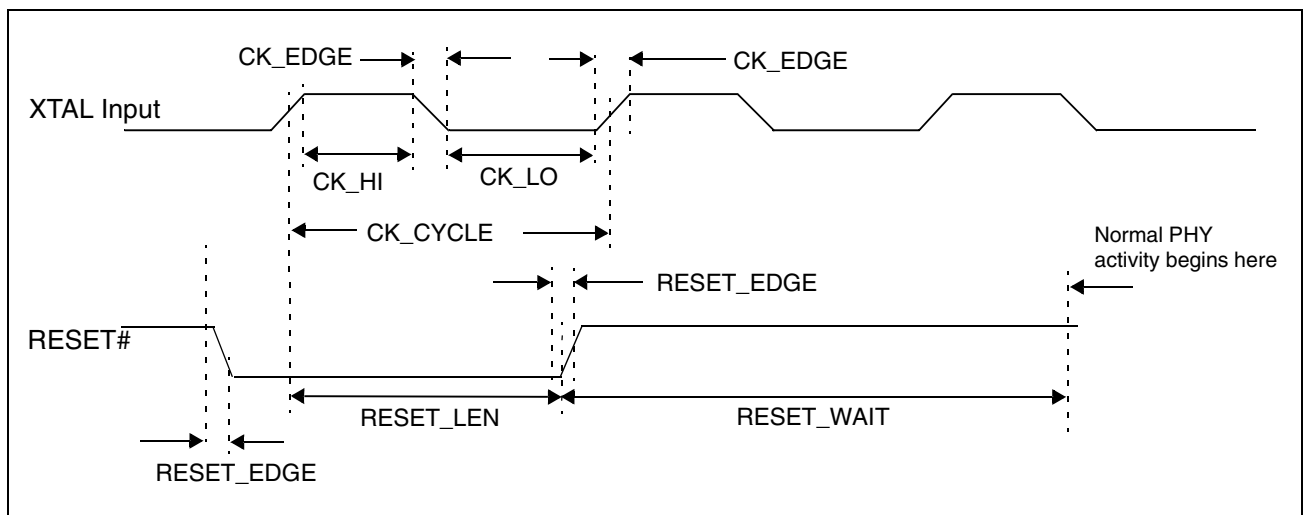 CK_EDGE
CK_EDGE
XTAL Input
CK_HI
CK_LO
CK_CYCLE
Normal PHY
activity begins here
RESET_EDGE
RESET#
RESET_LEN
RESET_WAIT
RESET_EDGE